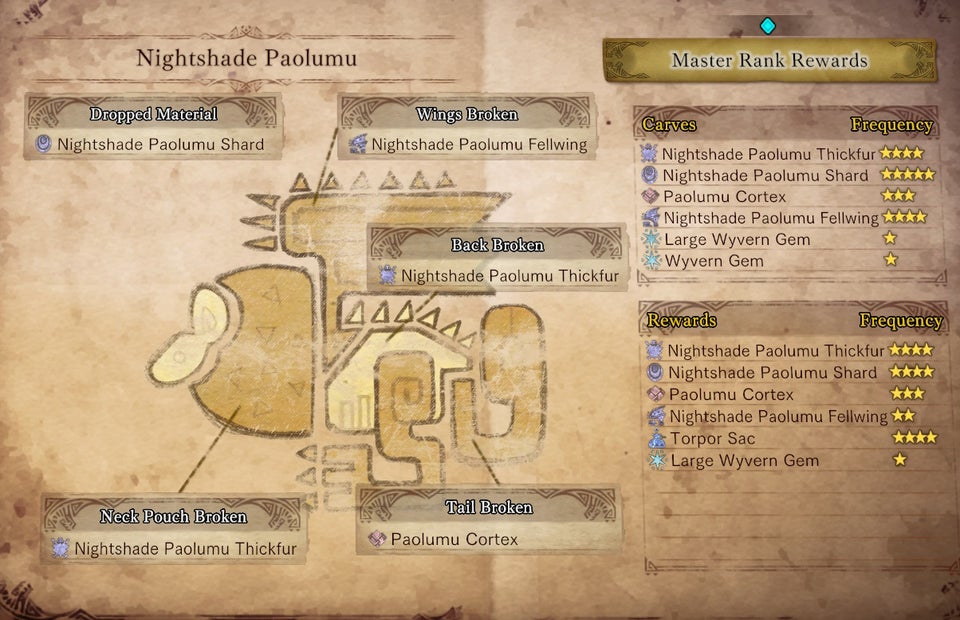 Nightshade Paolumu
Master Rank Rewards
Dropped Material
Nightshade Paolumu Shard
Wings Broken
Nightshade Paolumu Fellwing
Back Broken
Nightshade Paolumu Thickfur
Neck Pouch Broken
Nightshade Paolumu Thickfur
Tail Broken
Paolumu Cortex
Carves Frequency
Nightshade Paolumu Thickfur ★★★★
Nightshade Paolumu Shard ★★★★★
Paolumu Cortex ★★★
Nightshade Paolumu Fellwing ★★★★
Large Wyvern Gem ★
Wyvern Gem ★
Rewards Frequency
Nightshade Paolumu Thickfur ★★★★
Nightshade Paolumu Shard ★★★★
Paolumu Cortex ★★★
Nightshade Paolumu Fellwing ★★
Torpor Sac ★★★★
Large Wyvern Gem ★